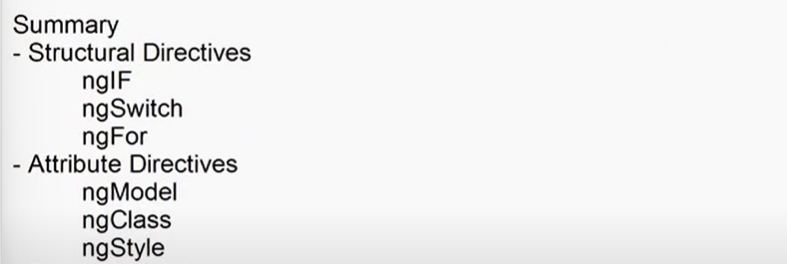 Summary
- Structural Directives
ngIF
ngSwitch
ngFor
- Attribute Directives
ngModel
ngClass
ngStyle